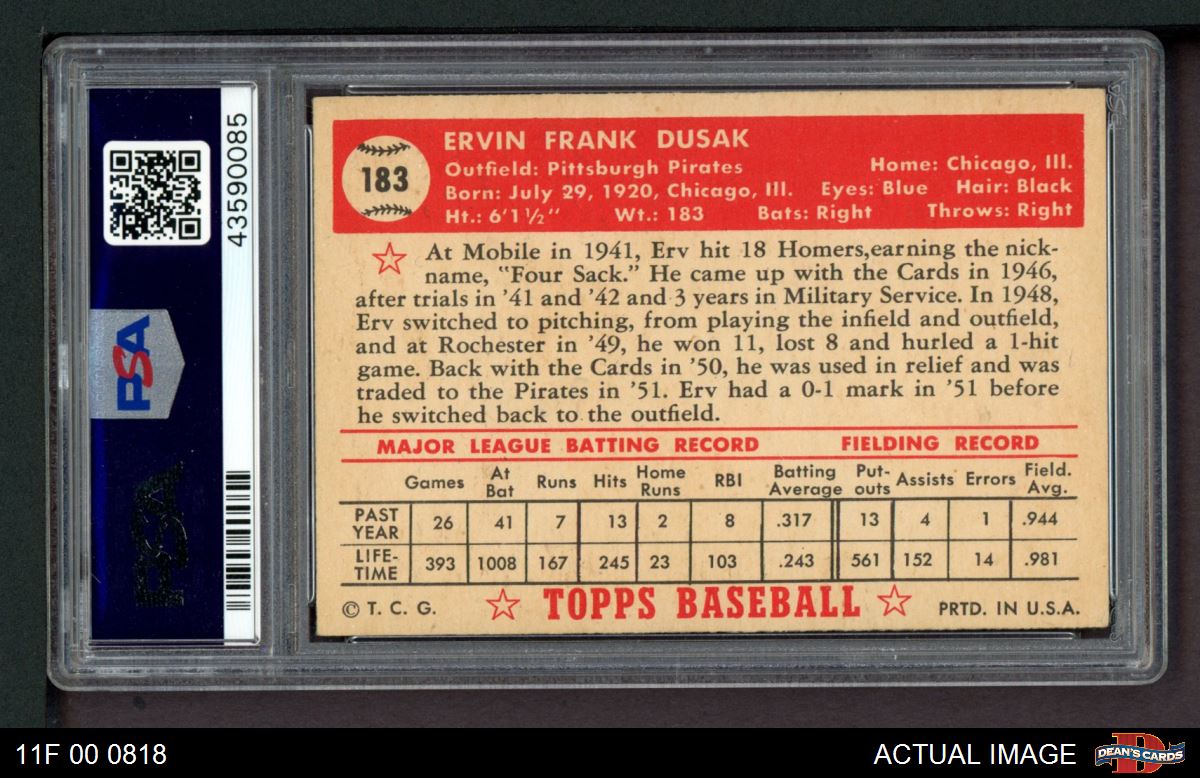 43590085
PSA
PSA
183
ERVIN FRANK DUSAK
Outfield: Pittsburgh Pirates Home: Chicago, Ill.
Born: July 29, 1920, Chicago, Ill. Eyes: Blue Hair: Black
Ht.: 6'1½" Wt.: 183 Bats: Right Throws: Right
At Mobile in 1941, Erv hit 18 Homers,earning the nick-
name, "Four Sack." He came up with the Cards in 1946,
after trials in '41 and '42 and 3 years in Military Service. In 1948,
Erv switched to pitching, from playing the infield and outfield,
and at Rochester in '49, he won 11, lost 8 and hurled a 1-hit
game. Back with the Cards in '50, he was used in relief and was
traded to the Pirates in '51. Erv had a 0-1 mark in '51 before
he switched back to the outfield.
MAJOR LEAGUE BATTING RECORD FIELDING RECORD
Games At Bat Runs Hits Home Runs RBI Batting Average Put-outs Assists Errors Field. Avg.
PAST YEAR 26 41 7 13 2 8 .317 13 4 1 .944
LIFE-TIME 393 1008 167 245 23 103 .243 561 152 14 .981
© T. C. G. TOPPS BASEBALL PRTD. IN U.S.A.
11F 00 0818 ACTUAL IMAGE DEAN'S CARDS